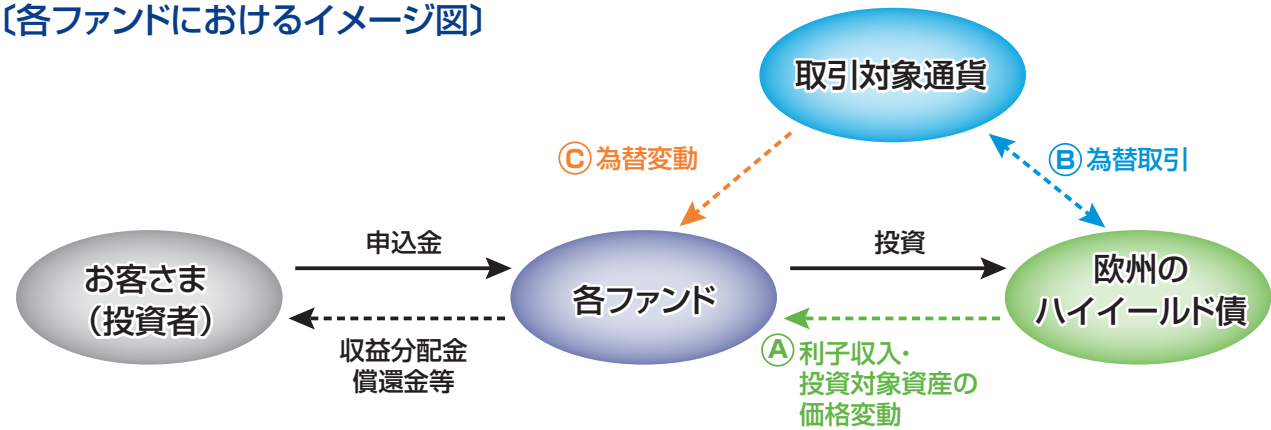 〔各ファンドにおけるイメージ図〕
取引対象通貨
Ⓒ為替変動
Ⓑ為替取引
申込金
投資
お客さま
（投資者）
各ファンド
欧州の
ハイイールド債
収益分配金
償還金等
Ⓐ利子収入・
投資対象資産の
価格変動